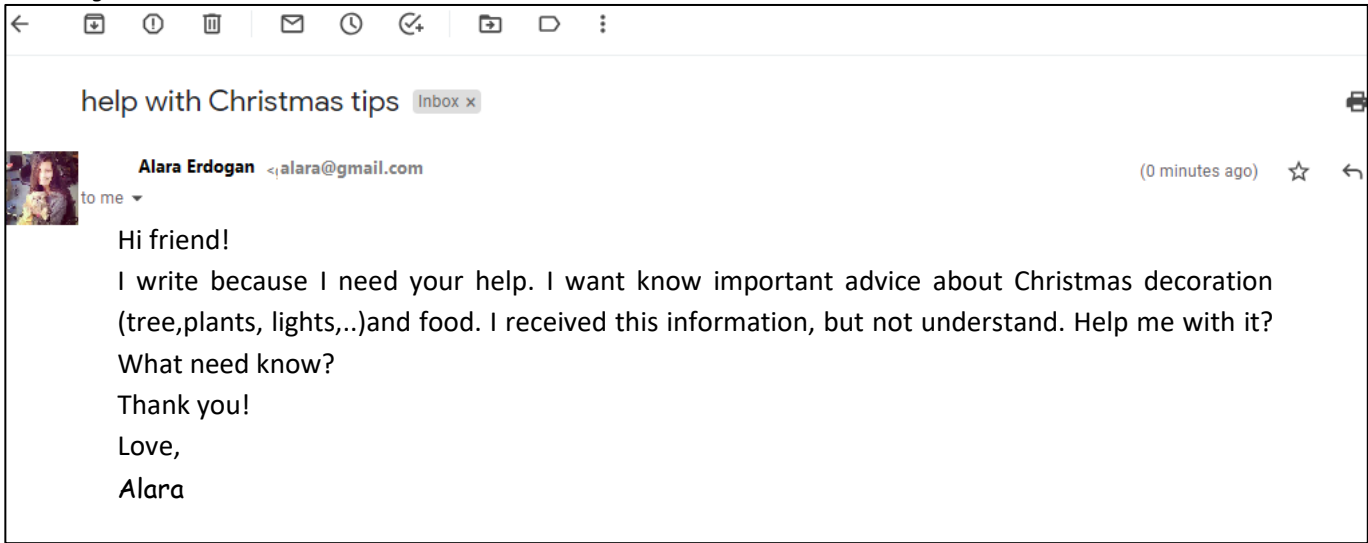 help with Christmas tips Inbox x
Alara Erdogan <alara@gmail.com (0 minutes ago)
to me
Hi friend!
I write because I need your help. I want know important advice about Christmas decoration
(tree,plants, lights,..)and food. I received this information, but not understand. Help me with it?
What need know?
Thank you!
Love,
Alara